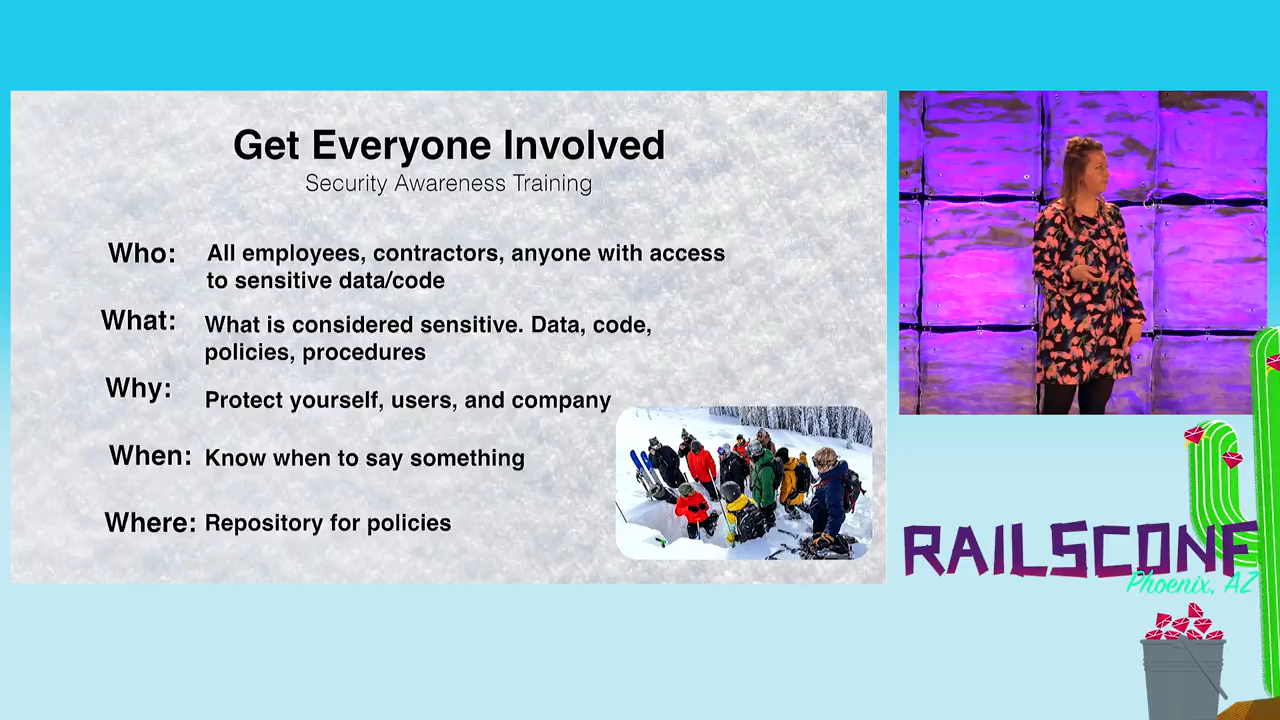 Get Everyone Involved
Security Awareness Training
Who: All employees, contractors, anyone with access
to sensitive data/code
What: What is considered sensitive. Data, code,
policies, procedures
Why: Protect yourself, users, and company
When: Know when to say something
Where: Repository for policies
RAILSCONF
Phoenix, AZ